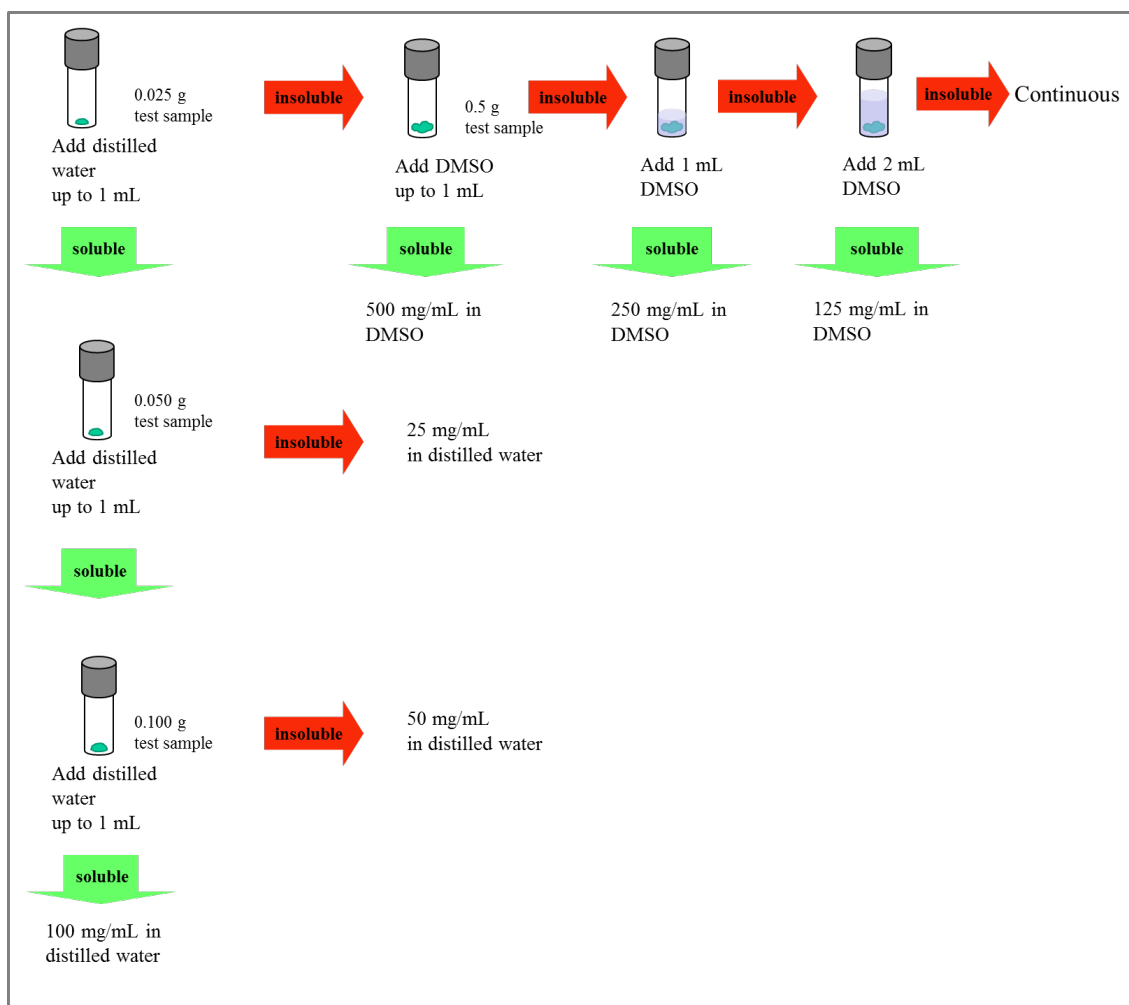 0.025 g
test sample
Add distilled
water
up to 1 mL
insoluble
0.5 g
test sample
Add DMSO
up to 1 mL
insoluble
Add 1 mL
DMSO
insoluble
Add 2 mL
DMSO
insoluble
Continuous
soluble
soluble
soluble
soluble
500 mg/mL in
DMSO
250 mg/mL in
DMSO
125 mg/mL in
DMSO
0.050 g
test sample
Add distilled
water
up to 1 mL
insoluble
25 mg/mL
in distilled water
soluble
0.100 g
test sample
Add distilled
water
up to 1 mL
insoluble
50 mg/mL
in distilled water
soluble
100 mg/mL in
distilled water